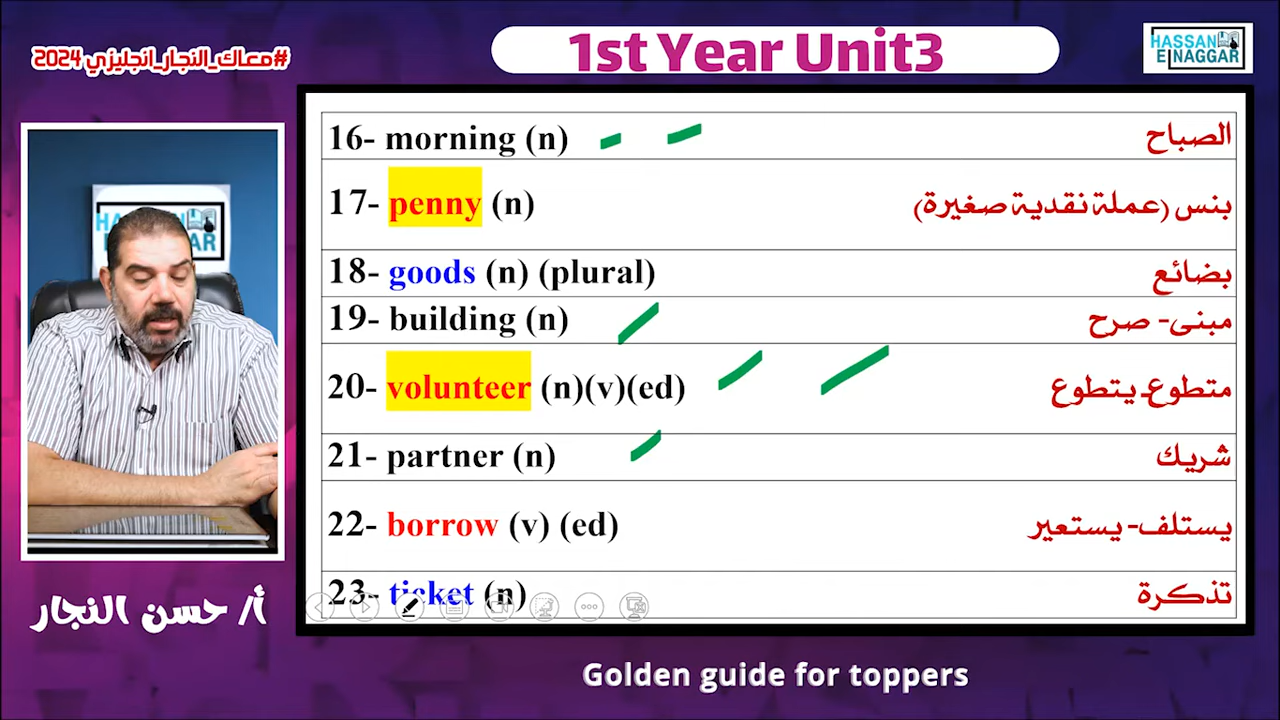 #معاك_النجار_انجليزي 2024
1st Year Unit3
HASSAN
ELNAGGAR
16- morning (n) الصباح
17- penny (n) بنس (عملة نقدية صغيرة)
18- goods (n) (plural) بضائع
19- building (n) مبنى- صرح
20- volunteer (n)(v)(ed) متطوع- يتطوع
21- partner (n) شريك
22- borrow (v) (ed) يستلف- يستعير
23- ticket (n) تذكرة
أ/ حسن النجار
Golden guide for toppers